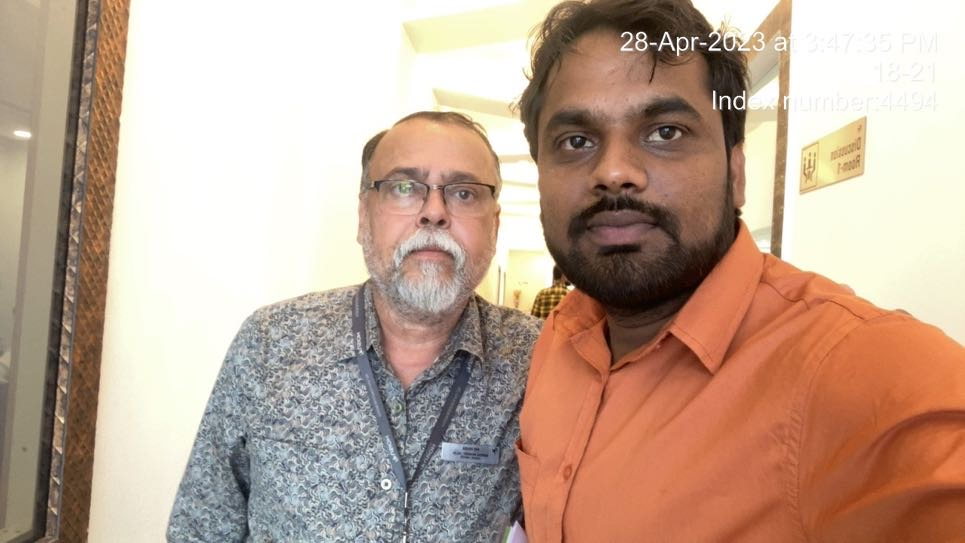 28-Apr-2023 at 3:47:35 PM
18-21
Index number:4494
Discussion
Room-1